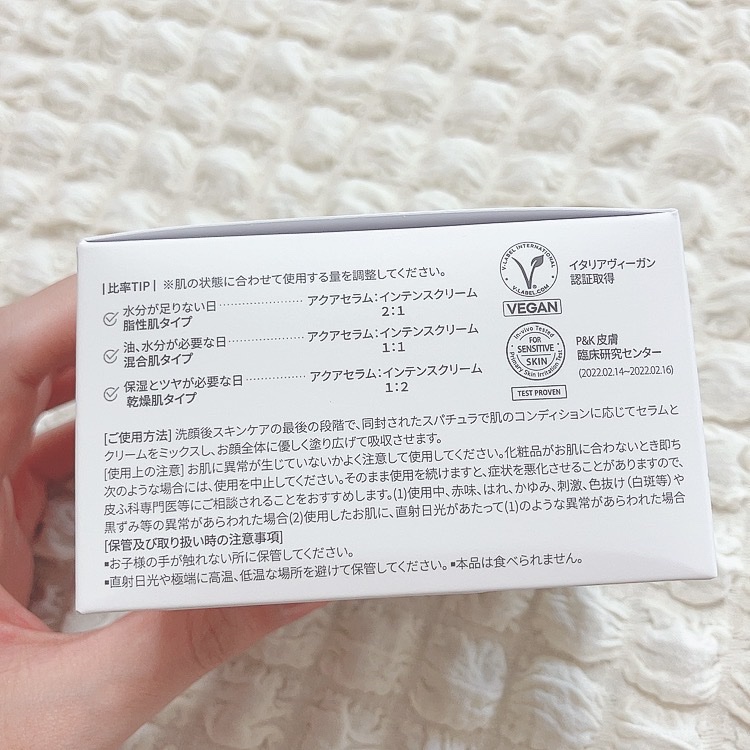 |比率TIP| ※肌の状態に合わせて使用する量を調整してください。
水分が足りない日 ........................ アクアセラム:インテンスクリーム
脂性肌タイプ 2:1
油、水分が必要な日 ........................ アクアセラム:インテンスクリーム
混合肌タイプ 1:1
保湿とツヤが必要な日 ................ アクアセラム:インテンスクリーム
乾燥肌タイプ 1:2
V-LABEL INTERNATIONAL
V-LABEL.COM
VEGAN
イタリアヴィーガン
認証取得
In-vivo Tested
FOR
SENSITIVE
SKIN
Primary Skin Irritation Test
TEST PROVEN
P&K 皮膚
臨床研究センター
(2022.02.14~2022.02.16)
[ご使用方法] 洗顔後スキンケアの最後の段階で、同封されたスパチュラで肌のコンディションに応じてセラムと
クリームをミックスし、お顔全体に優しく塗り広げて吸収させます。
[使用上の注意] お肌に異常が生じていないかよく注意して使用してください。化粧品がお肌に合わないとき即ち
次のような場合には、使用を中止してください。そのまま使用を続けますと、症状を悪化させることがありますので、
皮ふ科専門医等にご相談されることをおすすめします。(1)使用中、赤味、はれ、かゆみ、刺激、色抜け(白斑等)や
黒ずみ等の異常があらわれた場合(2)使用したお肌に、直射日光があたって(1)のような異常があらわれた場合
[保管及び取り扱い時の注意事項]
▪お子様の手が触れない所に保管してください。
▪直射日光や極端に高温、低温な場所を避けて保管してください。▪本品は食べられません。